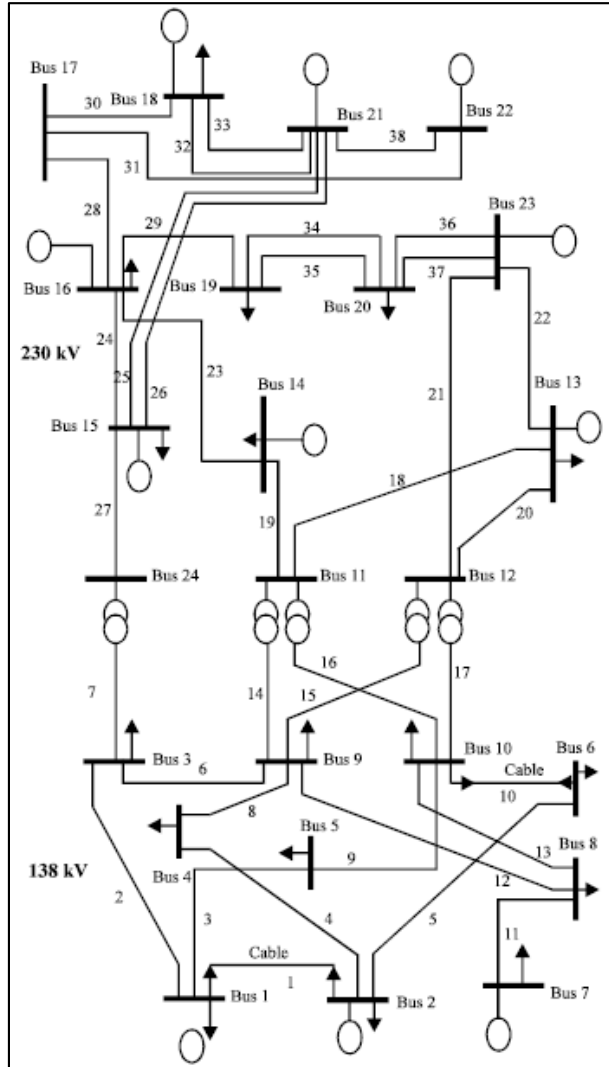 Bus 17
Bus 18
Bus 21
Bus 22
30
33
32
38
31
28
Bus 23
29
34
36
35
37
Bus 16
Bus 19
Bus 20
22
24
230 kV
25
26
23
21
Bus 14
Bus 13
Bus 15
18
19
20
27
Bus 24
Bus 11
Bus 12
16
7
14
15
17
Bus 3
Bus 9
Bus 10
Bus 6
6
Cable
10
8
Bus 5
Bus 8
13
138 kV
Bus 4
9
12
2
3
4
5
11
Cable
Bus 1
1
Bus 2
Bus 7